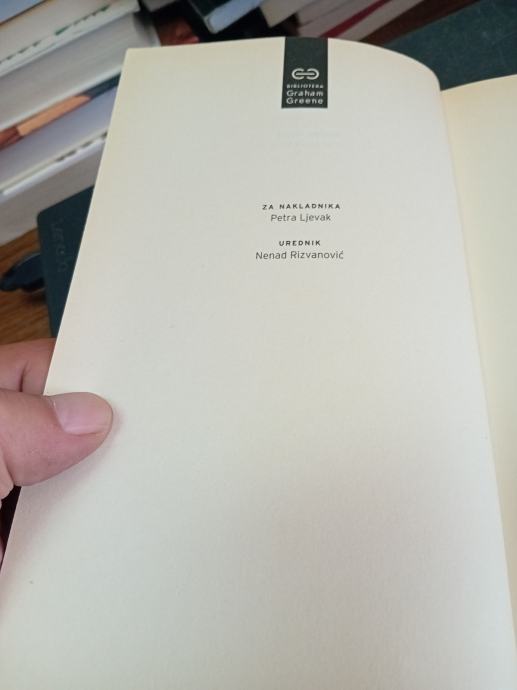 BIBLIOTEKA
Graham
Greene
ZA NAKLADNIKA
Petra Ljevak
UREDNIK
Nenad Rizvanović